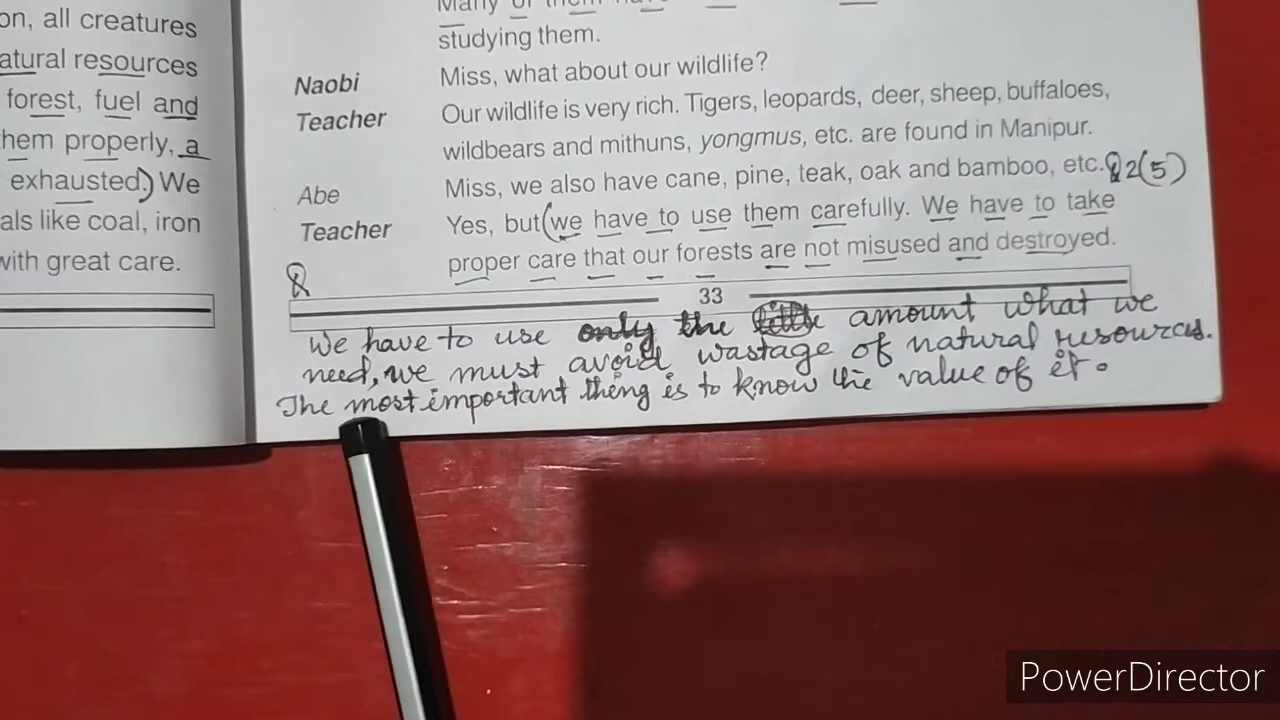 on, all creatures
atural resources
forest, fuel and
hem properly, a
exhausted.) We
als like coal, iron
with great care.
Many of them have
studying them.
Naobi Miss, what about our wildlife?
Teacher Our wildlife is very rich. Tigers, leopards, deer, sheep, buffaloes,
wildbears and mithuns, yongmus, etc. are found in Manipur.
Abe Miss, we also have cane, pine, teak, oak and bamboo, etc. Q2(5)
Teacher Yes, but (we have to use them carefully. We have to take
proper care that our forests are not misused and destroyed.
33
We have to use only the amount what we
need, we must avoid wastage of natural resources.
The most important thing is to know the value of it.
PowerDirector